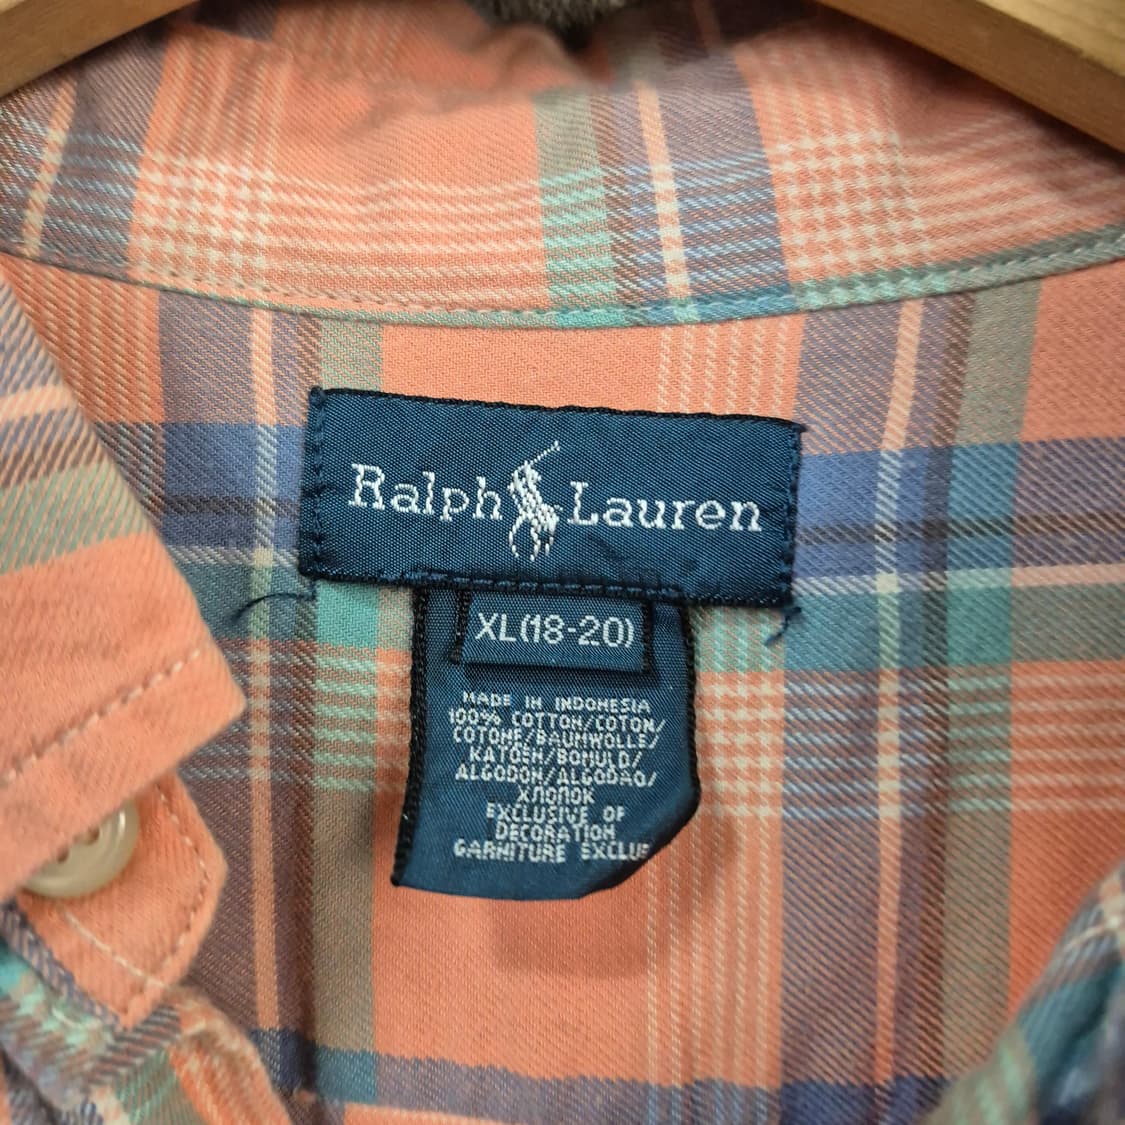 Ralph Lauren
XL(18-20)
MADE IN INDONESIA
100% COTTON/COTON/
COTONE/BAUMWOLLE/
KATOEN/BOMULD/
ALGODON/ALGODAO/
ХЛОПОК
EXCLUSIVE OF
DECORATION
GARNITURE EXCLUE